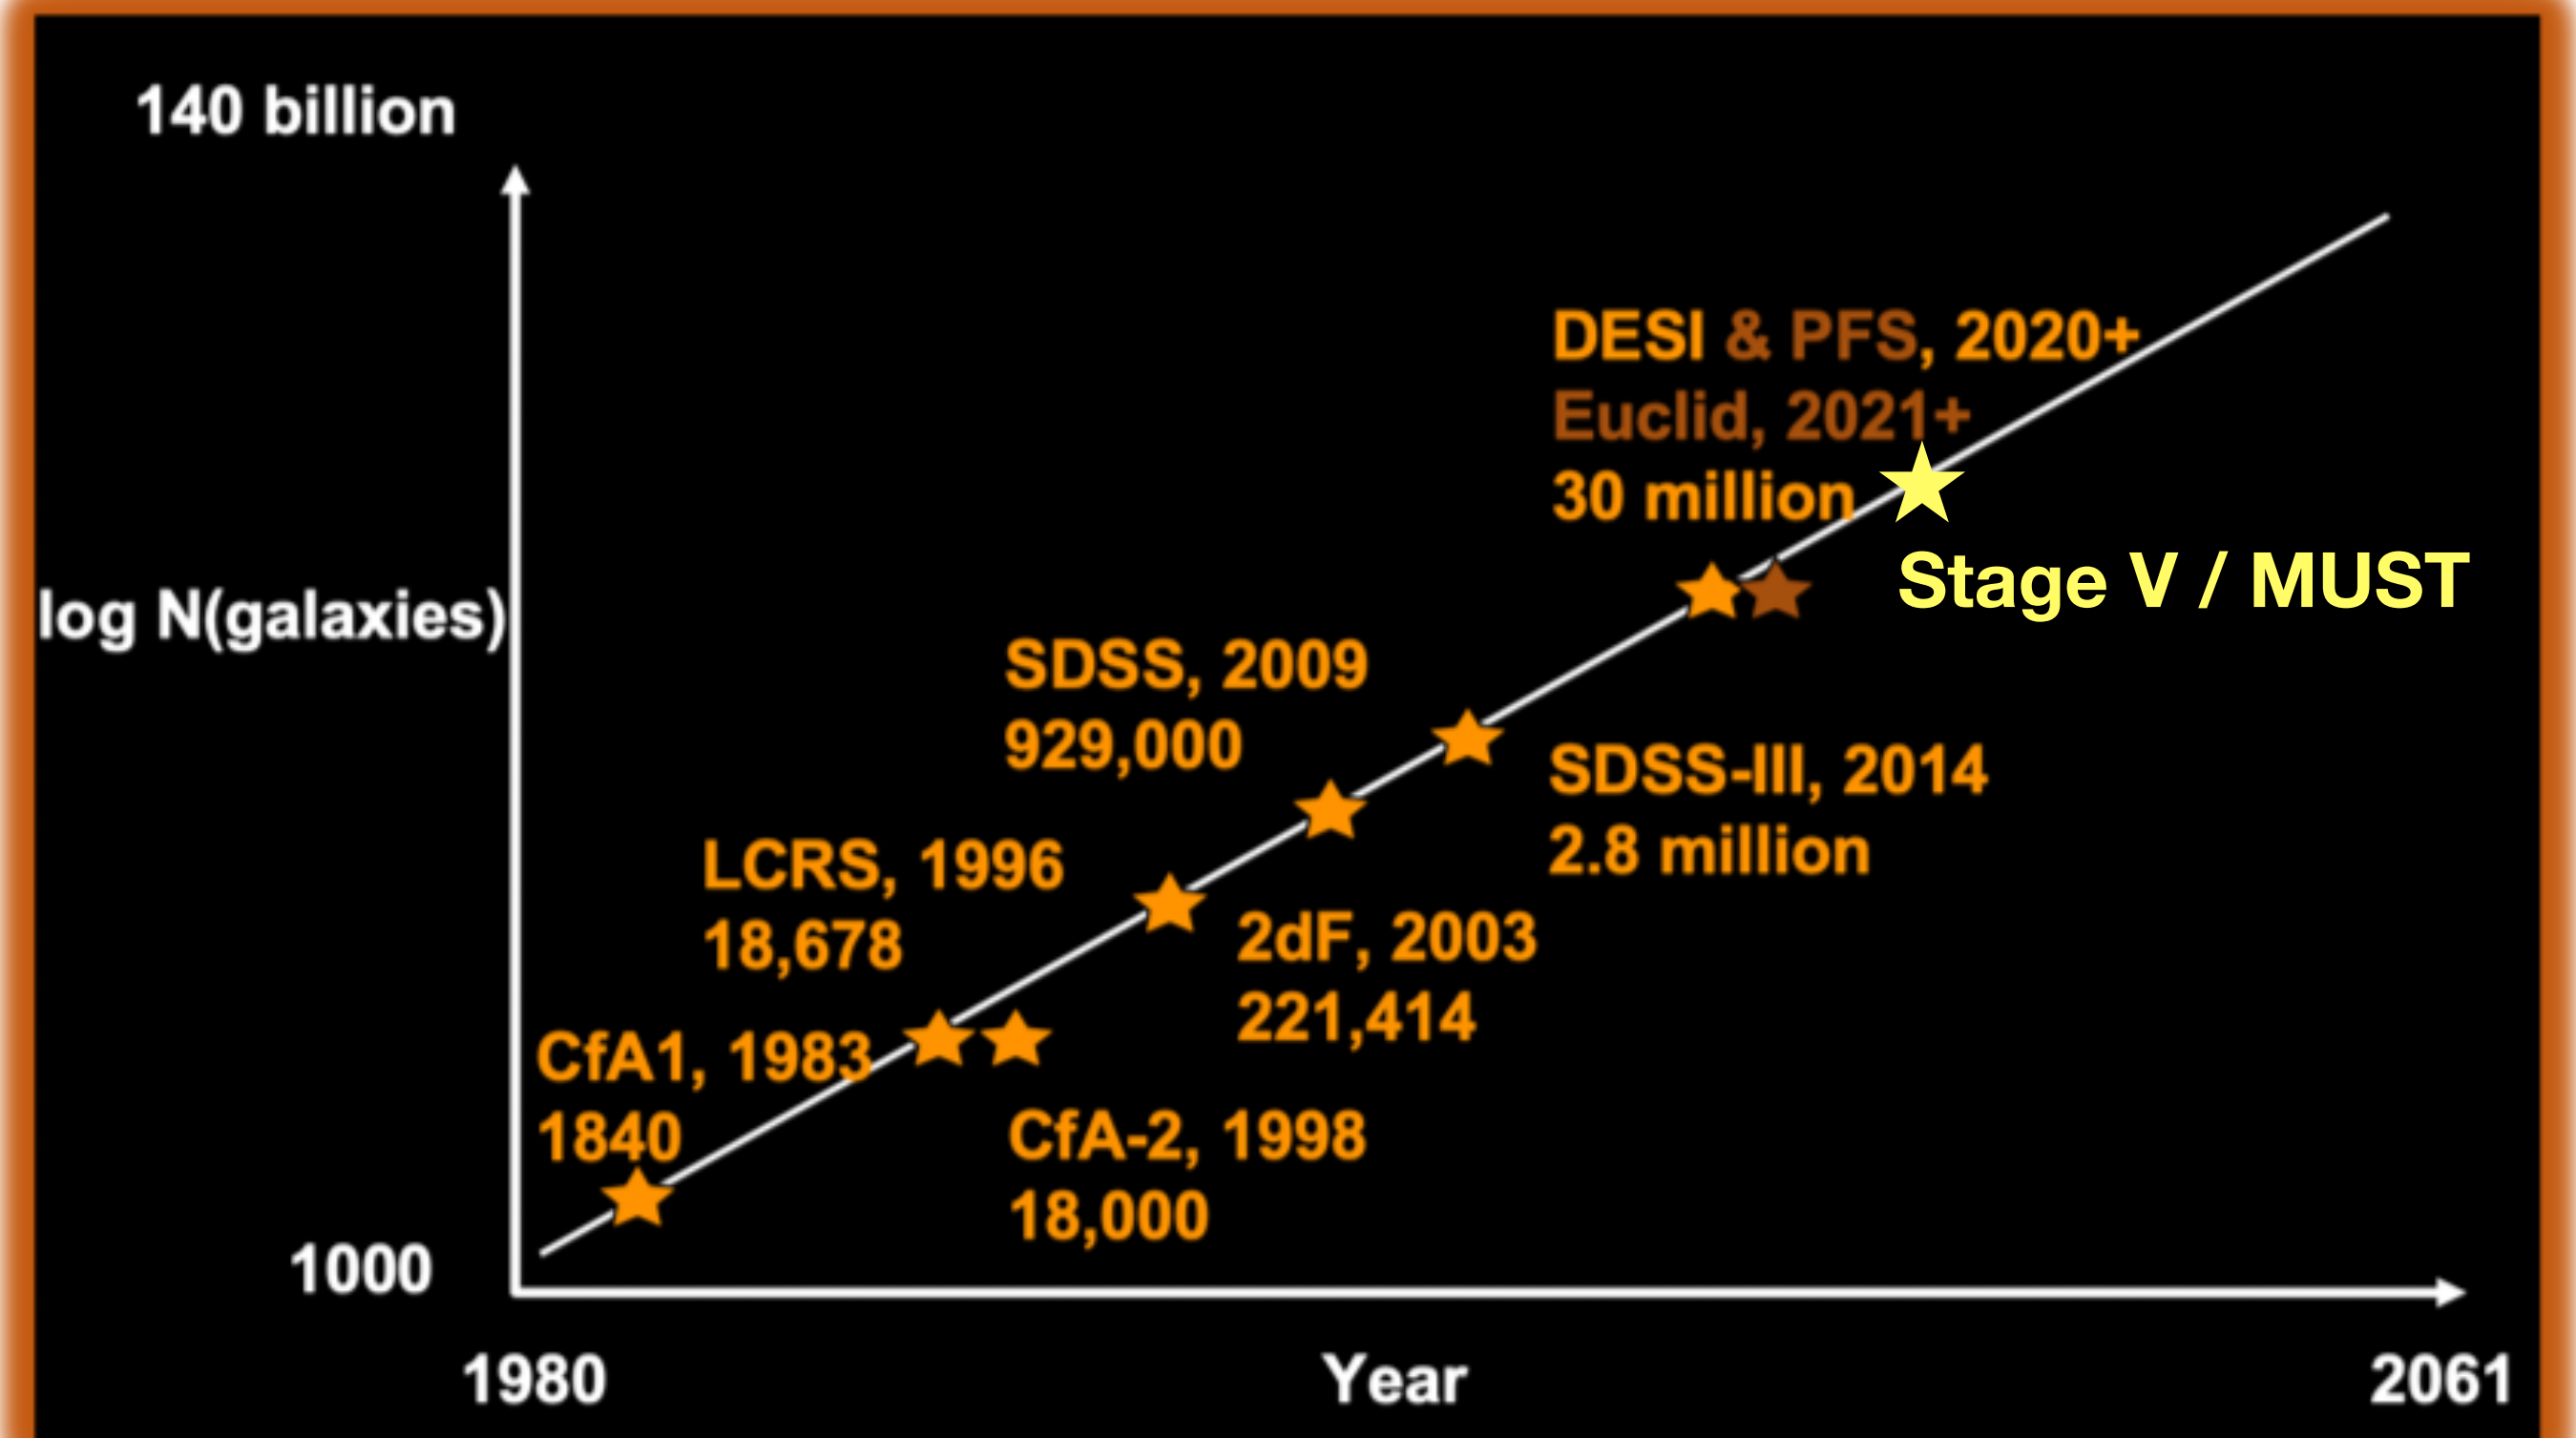 140 billion
DESI & PFS, 2020+
Euclid, 2021+
30 million
Stage V / MUST
log N(galaxies)
SDSS, 2009
929,000
SDSS-III, 2014
2.8 million
LCRS, 1996
18,678
2dF, 2003
221,414
CfA1, 1983
1840
CfA-2, 1998
18,000
1000
1980
Year
2061